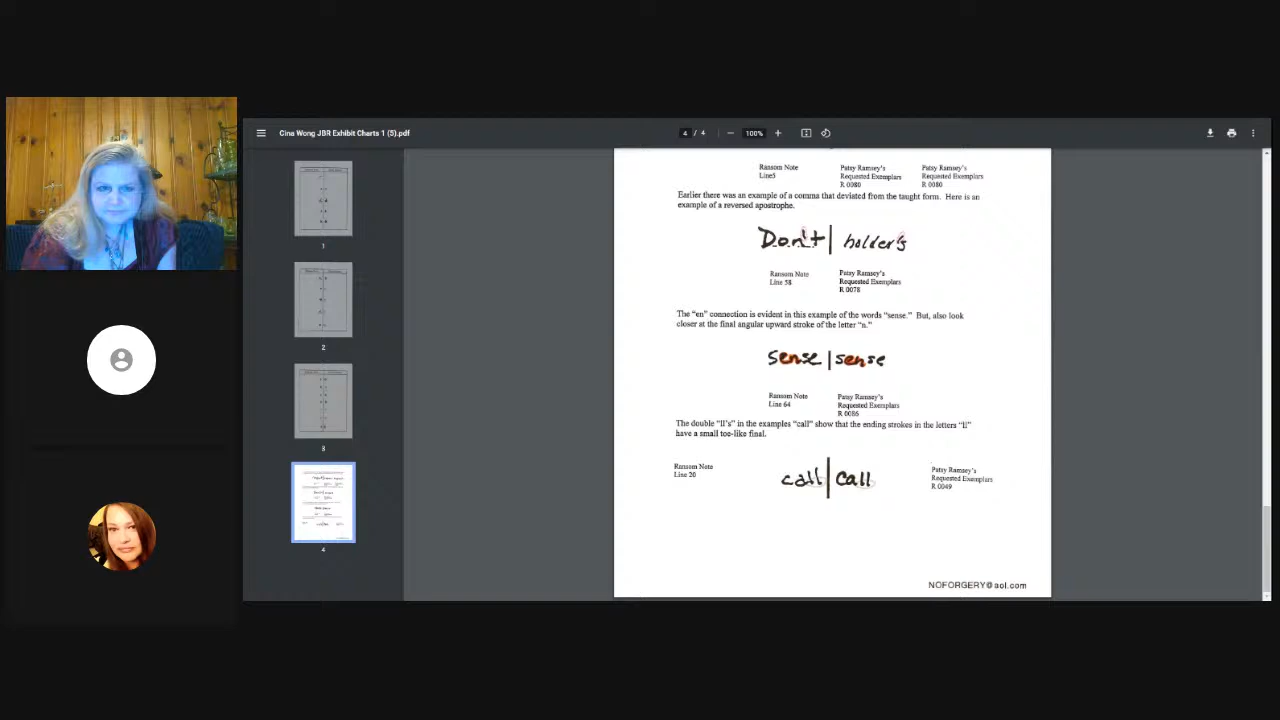 Cina Wong JBR Exhibit Charts 1 (5).pdf
4 / 4
100%
1
2
3
4
Ransom Note
Line5
Patsy Ramsey's
Requested Exemplars
R 0080
Patsy Ramsey's
Requested Exemplars
R 0080
Earlier there was an example of a comma that deviated from the taught form. Here is an
example of a reversed apostrophe.
Don't | holder's
Ransom Note
Line 58
Patsy Ramsey's
Requested Exemplars
R 0078
The "en" connection is evident in this example of the words "sense." But, also look
closer at the final angular upward stroke of the letter "n."
sense | sense
Ransom Note
Line 64
Patsy Ramsey's
Requested Exemplars
R 0086
The double "ll's" in the examples "call" show that the ending strokes in the letters "ll"
have a small toe-like final.
Ransom Note
Line 20
call | call
Patsy Ramsey's
Requested Exemplars
R 0049
NOFORGERY@aol.com